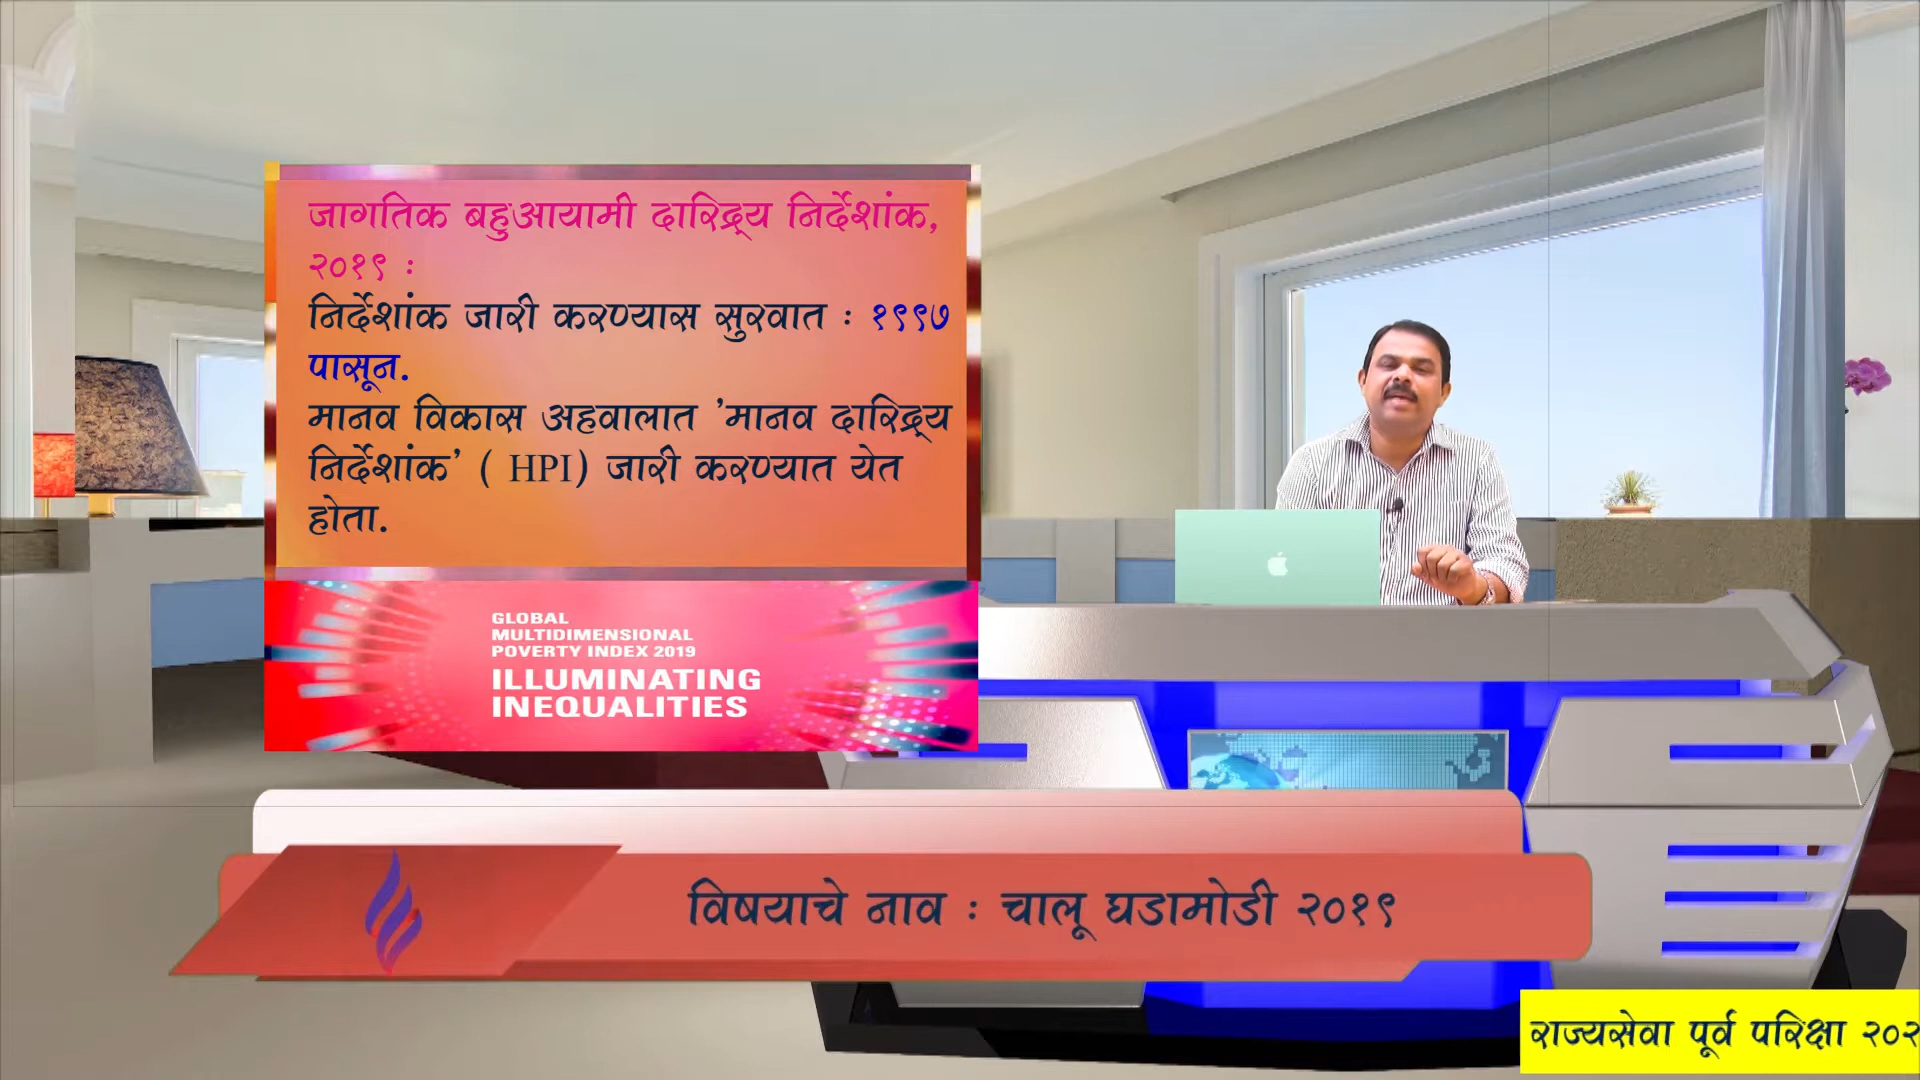 जागतिक बहुआयामी दारिद्र्य निर्देशांक,
२०१९ :
निर्देशांक जारी करण्यास सुरवात : १९९७
पासून.
मानव विकास अहवालात 'मानव दारिद्र्य
निर्देशांक' ( HPI) जारी करण्यात येत
होता.
GLOBAL
MULTIDIMENSIONAL
POVERTY INDEX 2019
ILLUMINATING
INEQUALITIES
विषयाचे नाव : चालू घडामोडी २०१९
राज्यसेवा पूर्व परिक्षा २०२